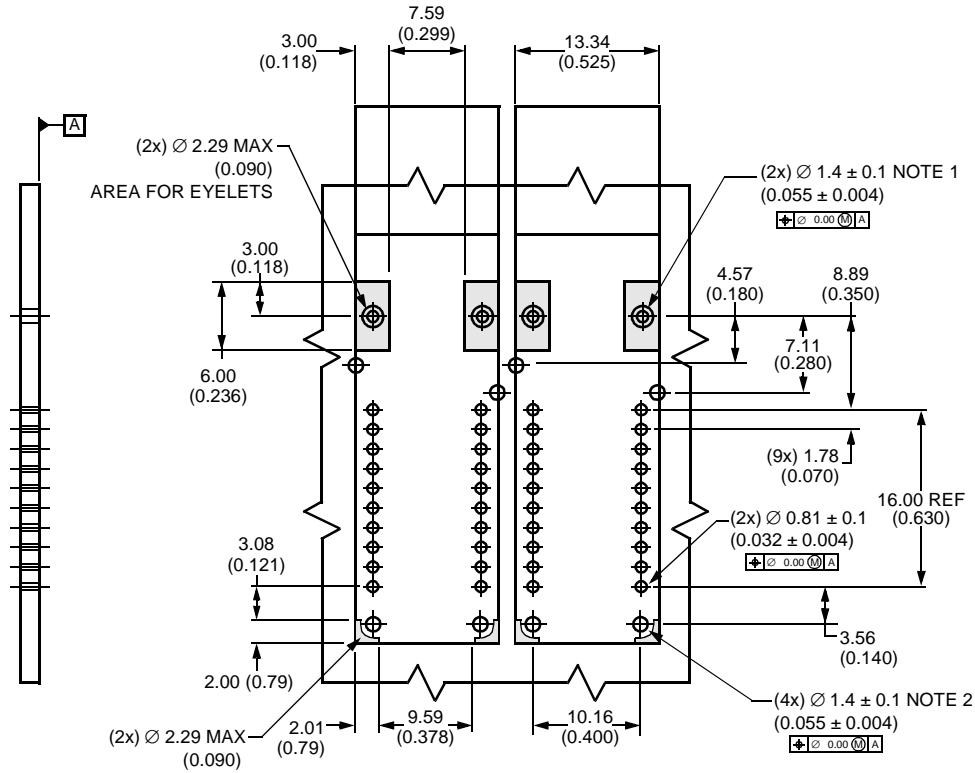 7.59
(0.299)
3.00
(0.118)
13.34
(0.525)
A
(2x) ∅ 2.29 MAX
(0.090)
AREA FOR EYELETS
(2x) ∅ 1.4 ± 0.1 NOTE 1
(0.055 ± 0.004)
⌖ ∅ 0.00 Ⓜ A
3.00
(0.118)
4.57
(0.180)
8.89
(0.350)
7.11
(0.280)
6.00
(0.236)
(9x) 1.78
(0.070)
16.00 REF
(0.630)
(2x) ∅ 0.81 ± 0.1
(0.032 ± 0.004)
⌖ ∅ 0.00 Ⓜ A
3.08
(0.121)
3.56
(0.140)
2.00 (0.79)
(4x) ∅ 1.4 ± 0.1 NOTE 2
(0.055 ± 0.004)
⌖ ∅ 0.00 Ⓜ A
2.01
(0.79)
9.59
(0.378)
10.16
(0.400)
(2x) ∅ 2.29 MAX
(0.090)